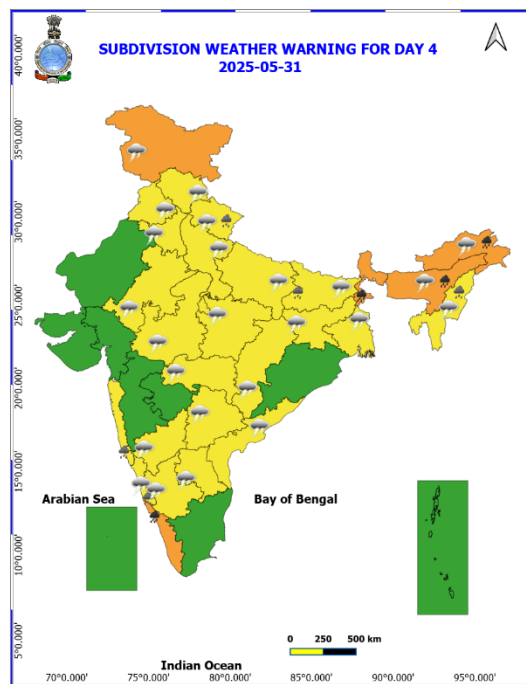 SUBDIVISION WEATHER WARNING FOR DAY 4
2025-05-31
40°0.000'
35°0.000'
30°0.000'
25°0.000'
20°0.000'
15°0.000'
10°0.000'
5°0.000'
Arabian Sea
Bay of Bengal
0 250 500 km
Indian Ocean
70°0.000' 75°0.000' 80°0.000' 85°0.000' 90°0.000' 95°0.000'